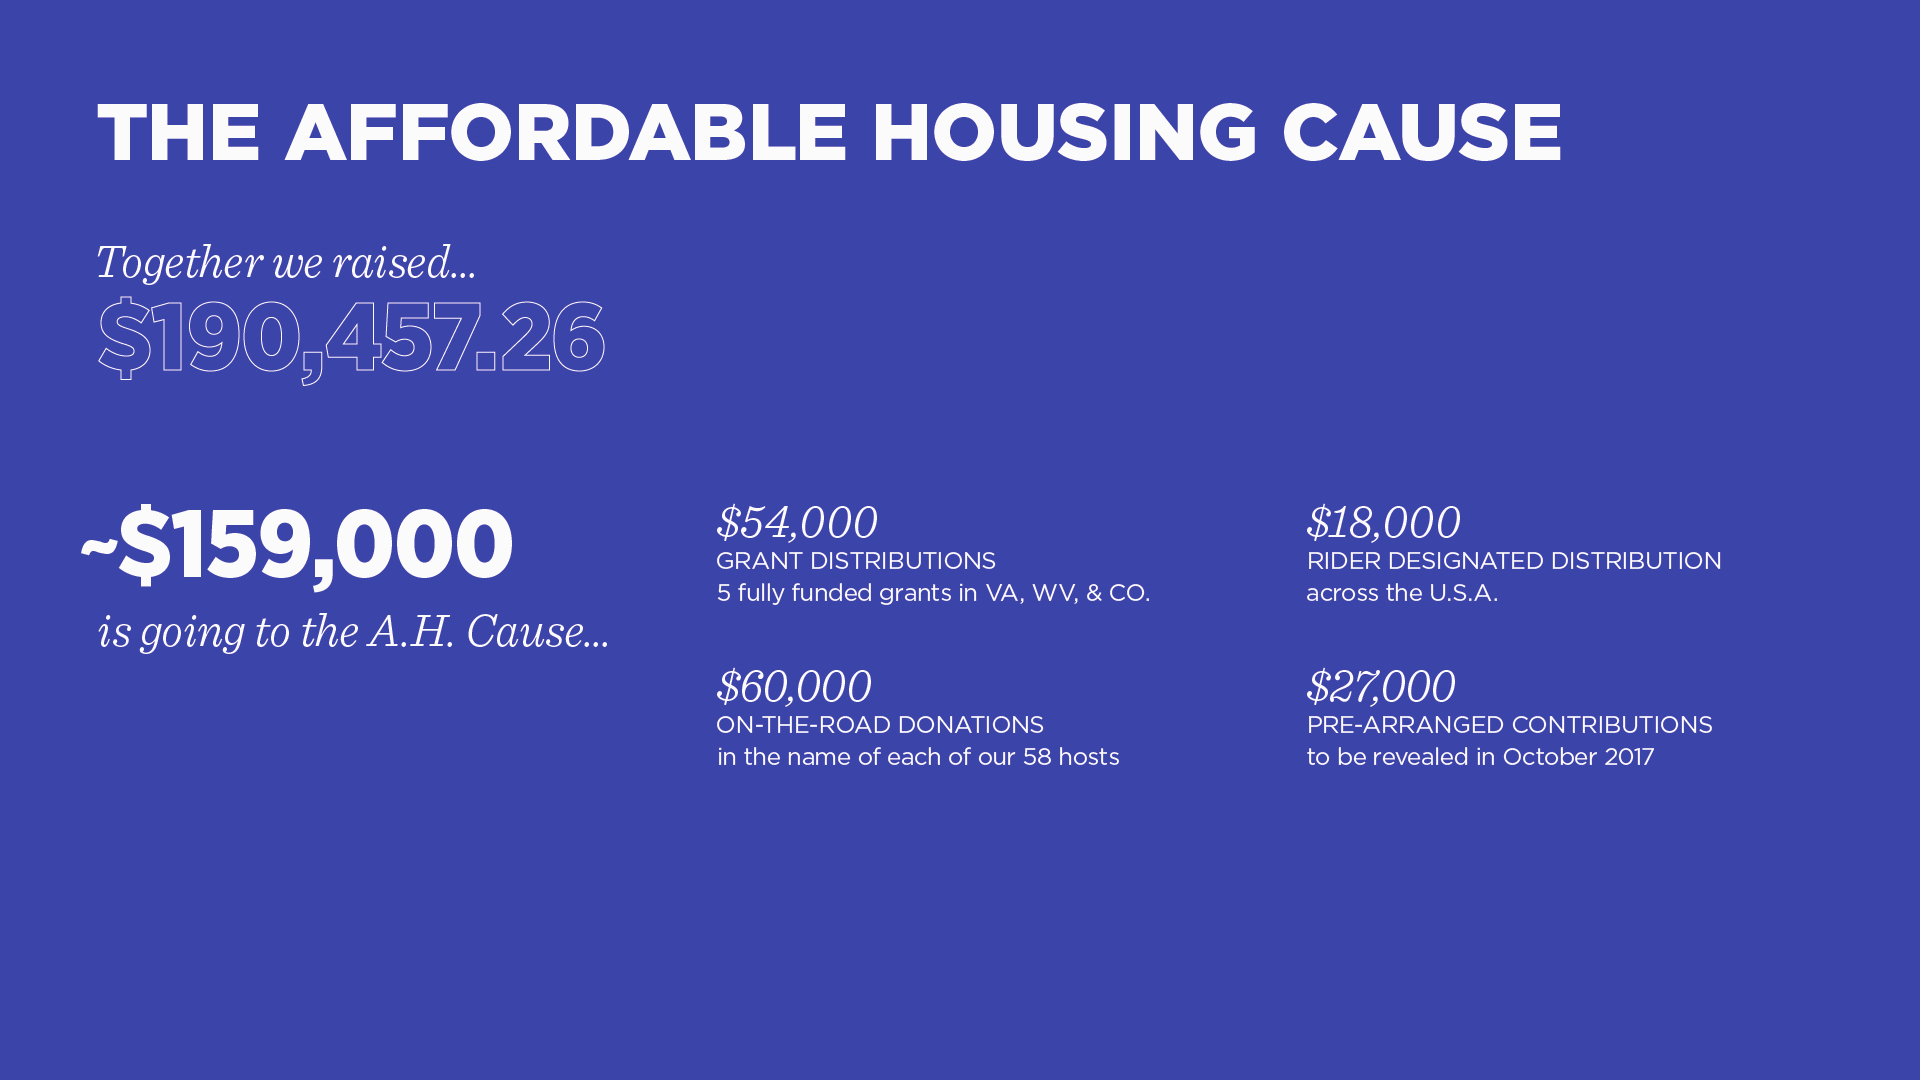 THE AFFORDABLE HOUSING CAUSE
Together we raised...
$190,457.26
~$159,000
is going to the A.H. Cause...
$54,000
GRANT DISTRIBUTIONS
5 fully funded grants in VA, WV, & CO.
$60,000
ON-THE-ROAD DONATIONS
in the name of each of our 58 hosts
$18,000
RIDER DESIGNATED DISTRIBUTION
across the U.S.A.
$27,000
PRE-ARRANGED CONTRIBUTIONS
to be revealed in October 2017